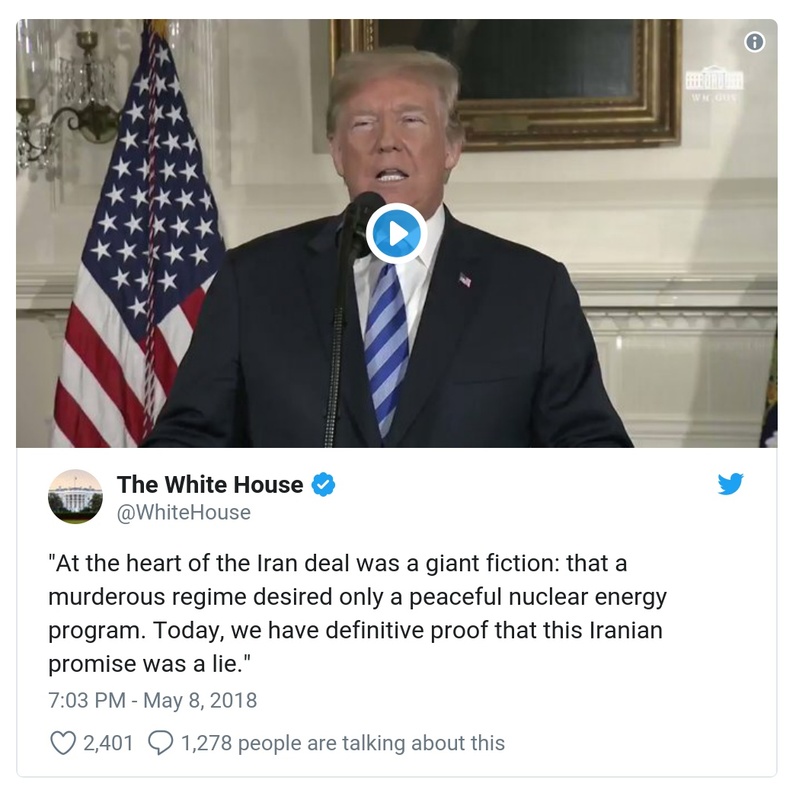 WH.GOV
The White House
@WhiteHouse
"At the heart of the Iran deal was a giant fiction: that a
murderous regime desired only a peaceful nuclear energy
program. Today, we have definitive proof that this Iranian
promise was a lie."
7:03 PM - May 8, 2018
2,401 1,278 people are talking about this